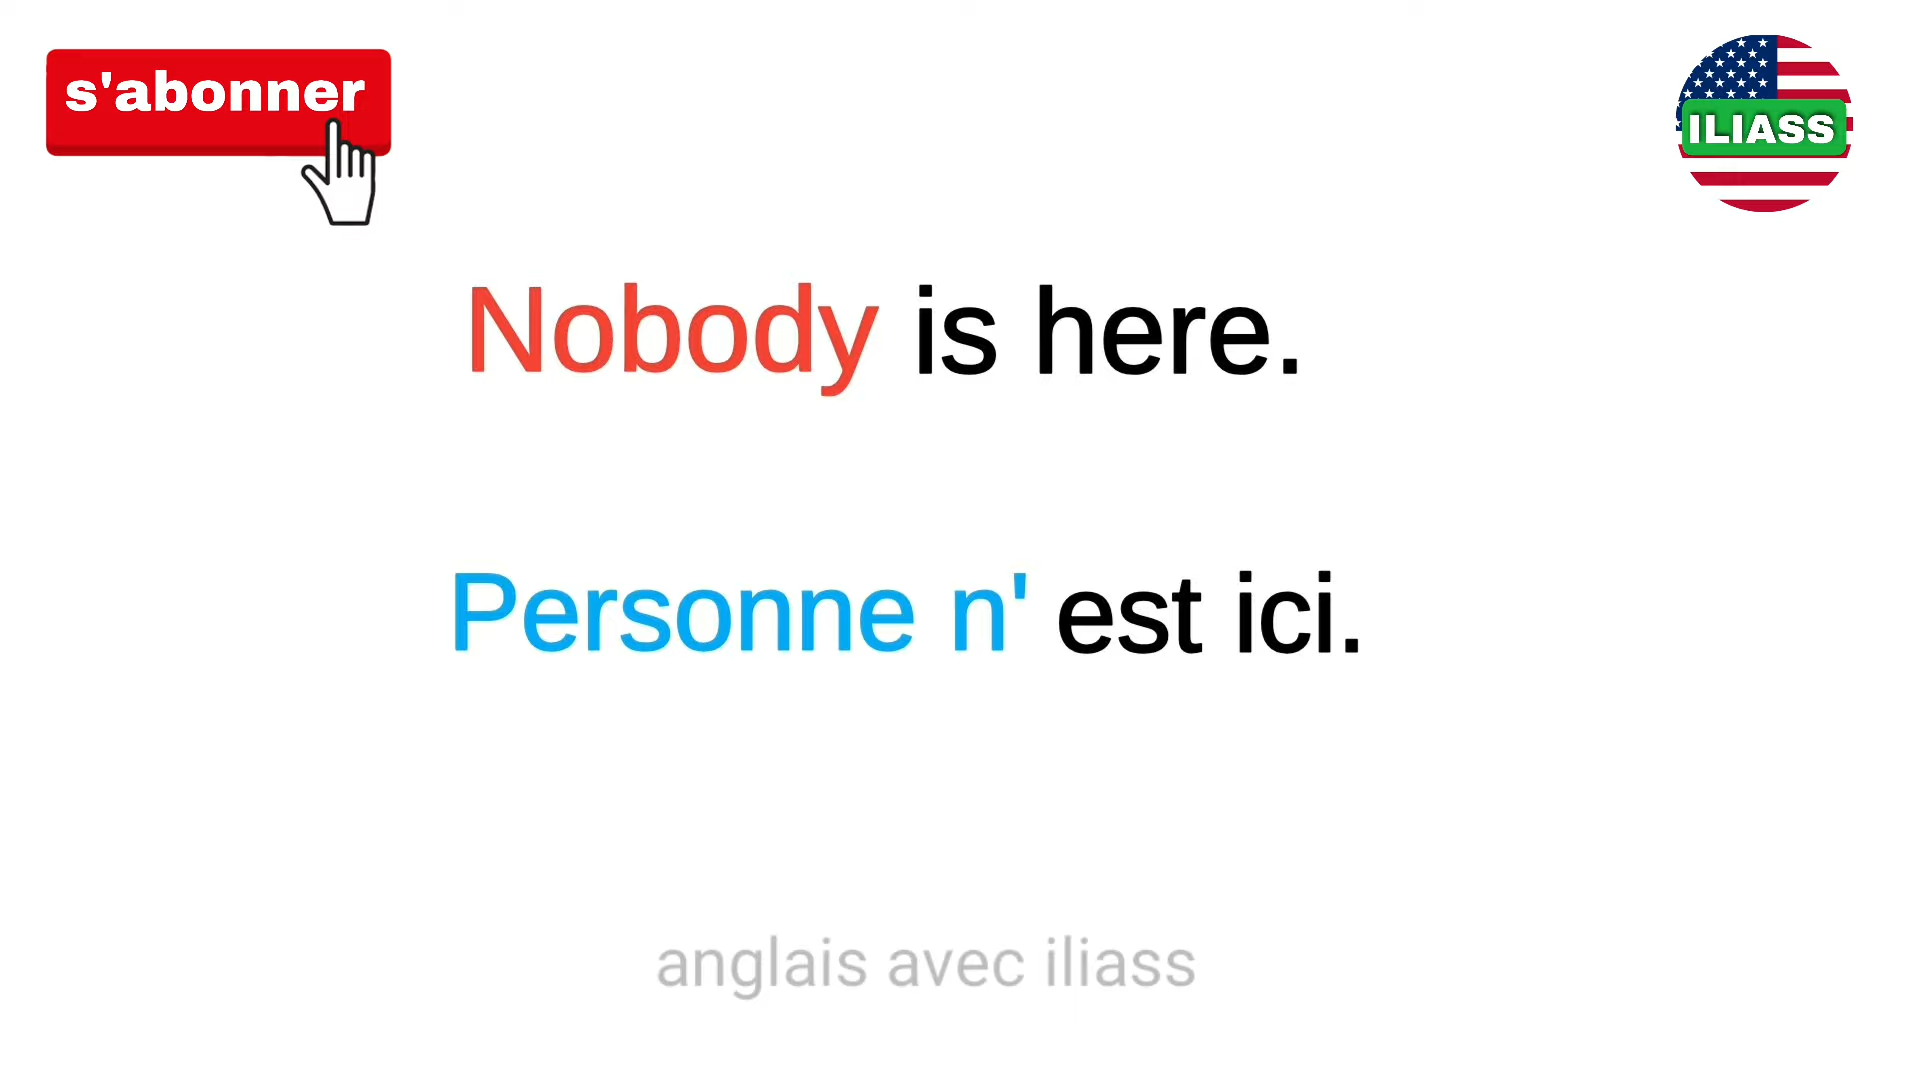 s'abonner
ILIASS
Nobody is here.
Personne n' est ici.
anglais avec iliass